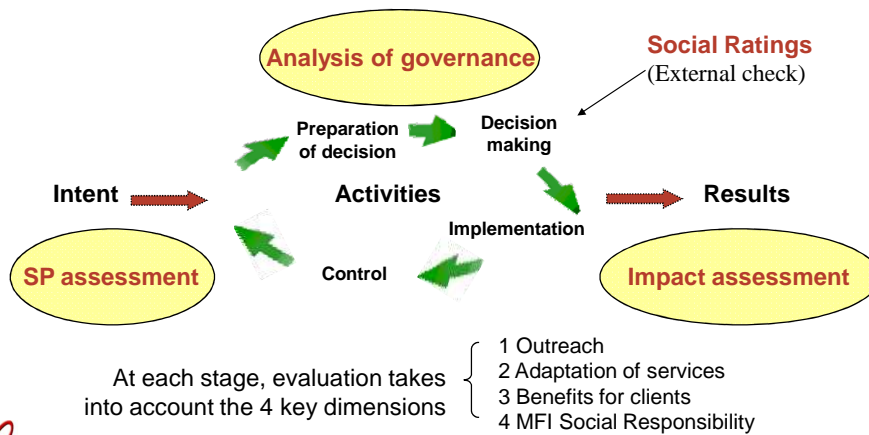 Analysis of governance
Social Ratings
(External check)
Preparation
of decision
Decision
making
Intent
Activities
Results
Implementation
SP assessment
Control
Impact assessment
At each stage, evaluation takes
into account the 4 key dimensions
1 Outreach
2 Adaptation of services
3 Benefits for clients
4 MFI Social Responsibility